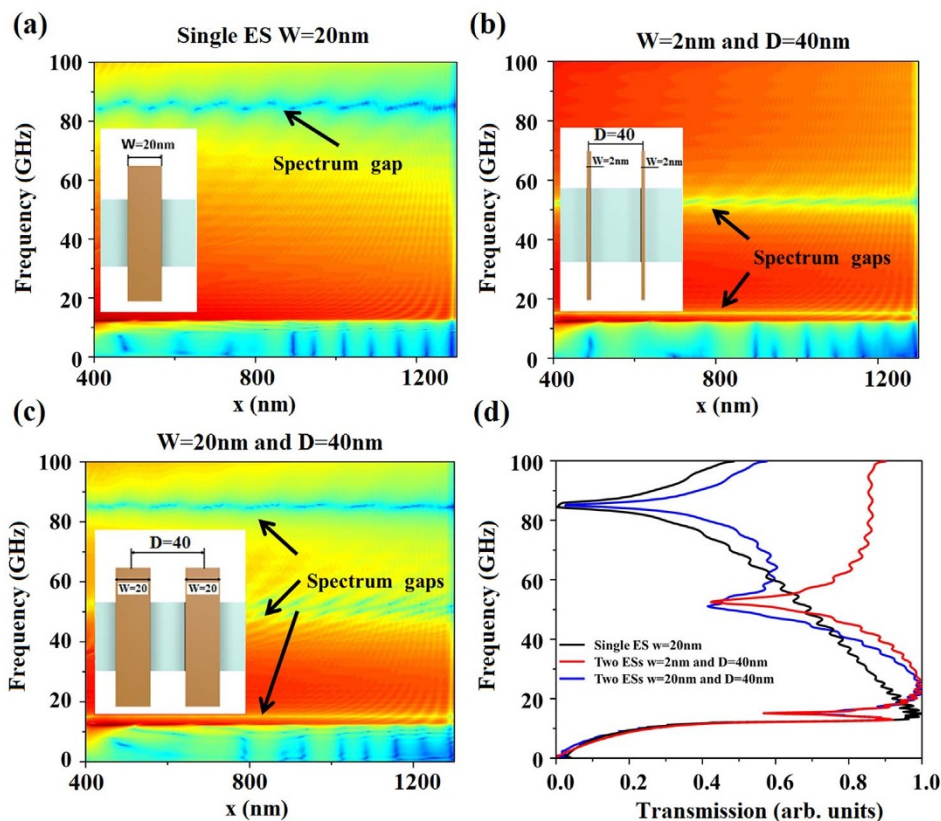 (a)
Single ES W=20nm
Frequency (GHz)
100
80
60
40
20
0
W=20nm
Spectrum gap
400
800
1200
x (nm)
(b)
W=2nm and D=40nm
Frequency (GHz)
100
80
60
40
20
0
D=40
W=2nm
W=2nm
Spectrum gaps
400
800
1200
x (nm)
(c)
W=20nm and D=40nm
Frequency (GHz)
100
80
60
40
20
0
D=40
W=20
W=20
Spectrum gaps
400
800
1200
x (nm)
(d)
Frequency (GHz)
100
80
60
40
20
0
Single ES w=20nm
Two ESs w=2nm and D=40nm
Two ESs w=20nm and D=40nm
0.0
0.2
0.4
0.6
0.8
1.0
Transmission (arb. units)